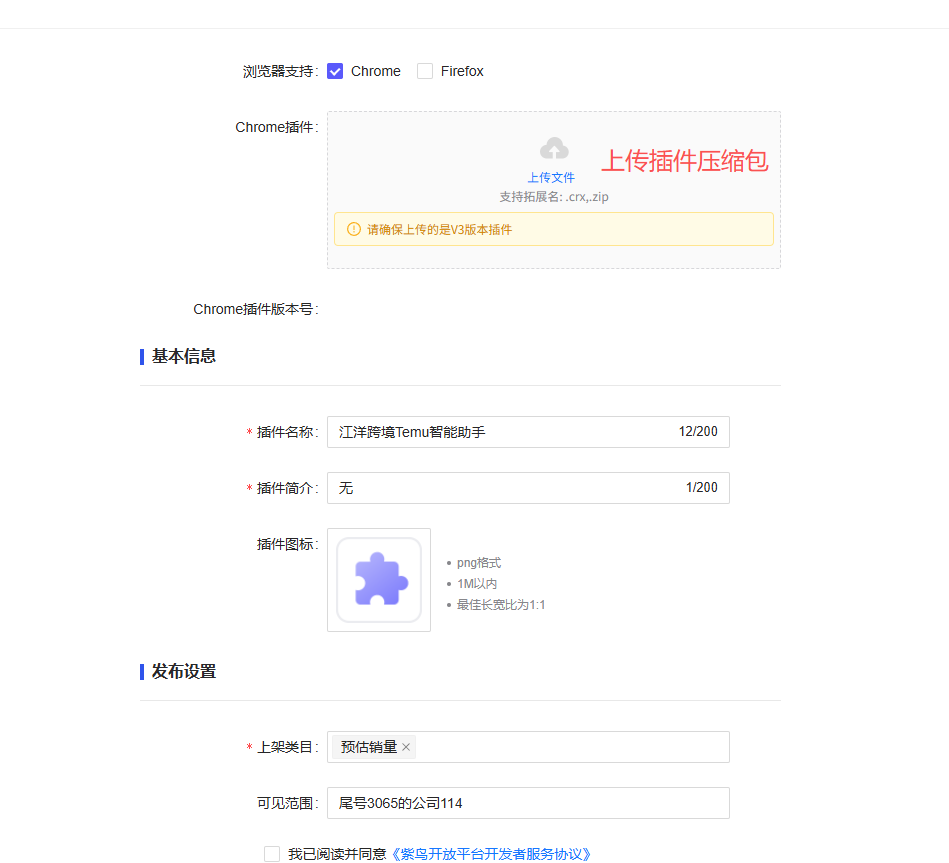 浏览器支持: Chrome Firefox
Chrome插件:
上传插件压缩包
上传文件
支持拓展名: .crx,.zip
请确保上传的是V3版本插件
Chrome插件版本号:
基本信息
* 插件名称: 江洋跨境Temu智能助手 12/200
* 插件简介: 无 1/200
插件图标:
• png格式
• 1M以内
• 最佳长宽比为1:1
发布设置
* 上架类目: 预估销量 ×
可见范围: 尾号3065的公司114
我已阅读并同意《紫鸟开放平台开发者服务协议》